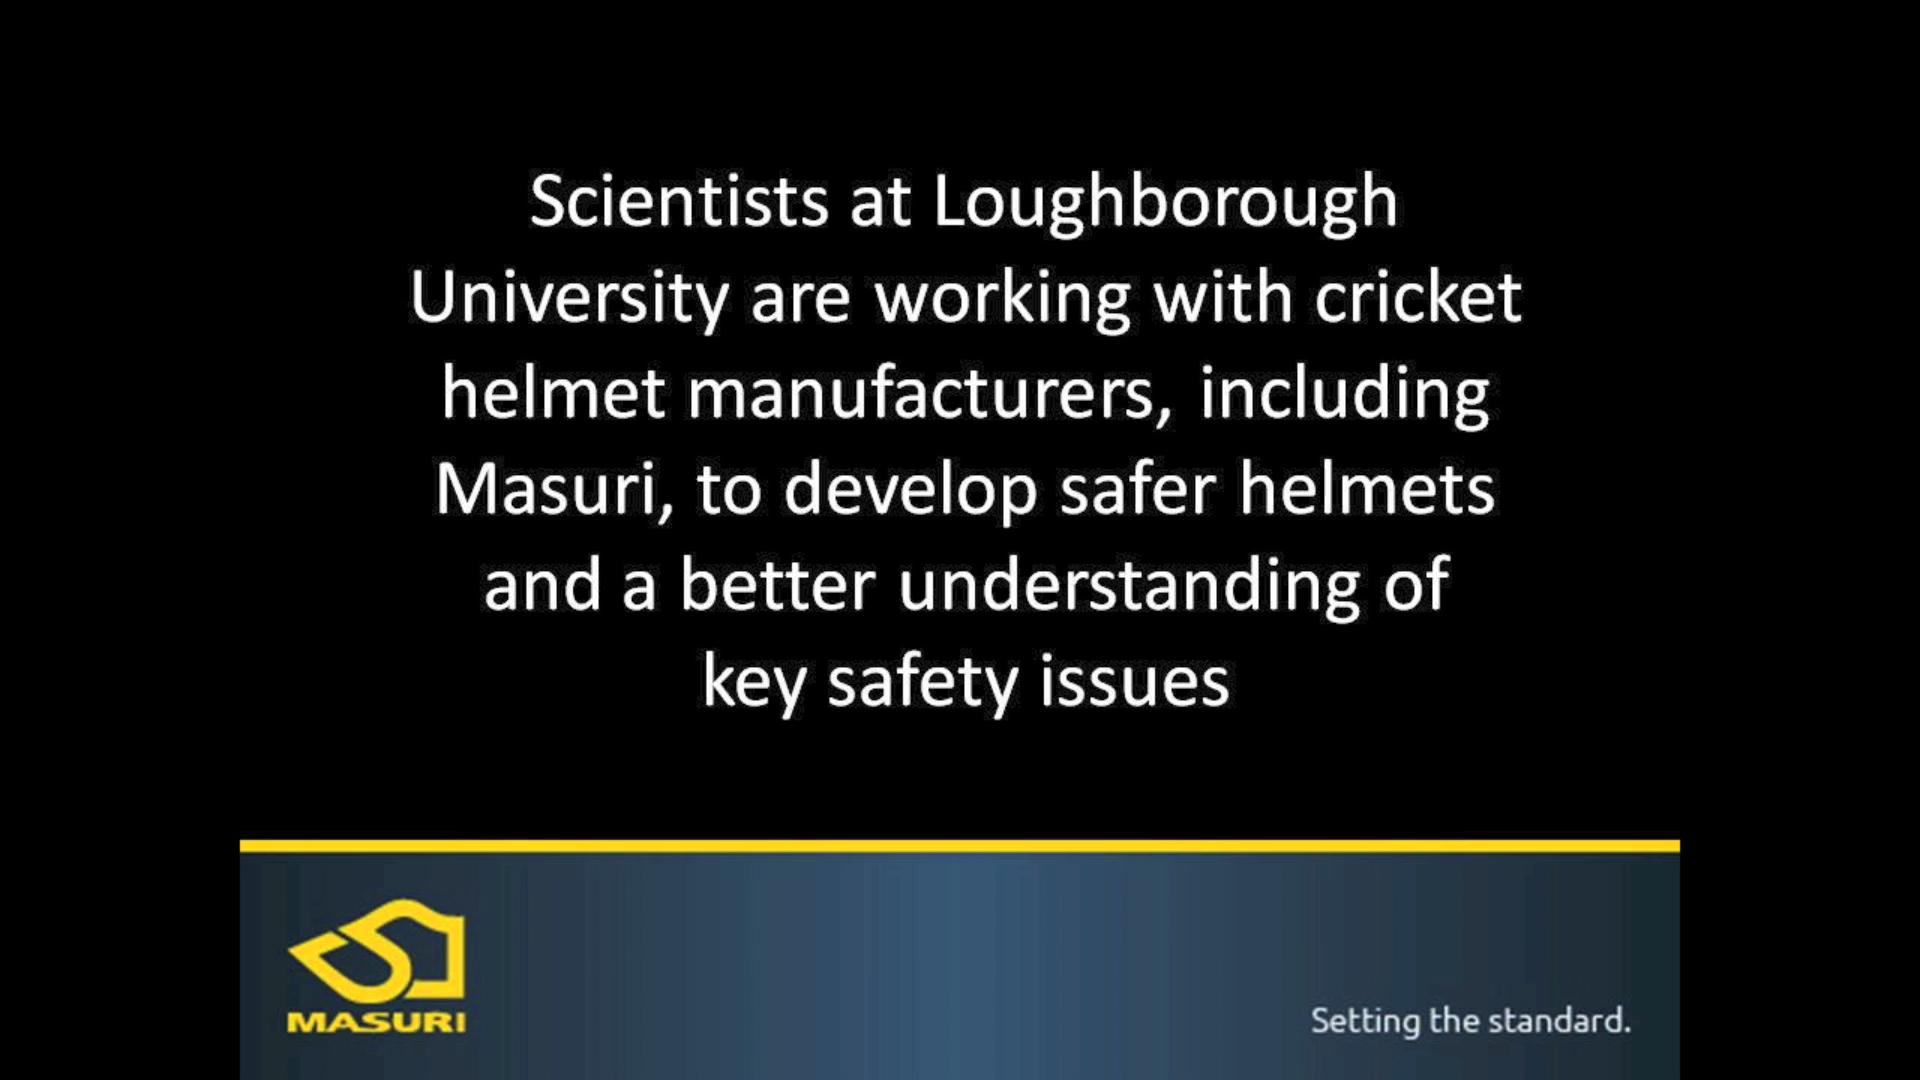 Scientists at Loughborough
University are working with cricket
helmet manufacturers, including
Masuri, to develop safer helmets
and a better understanding of
key safety issues
MASURI
Setting the standard.